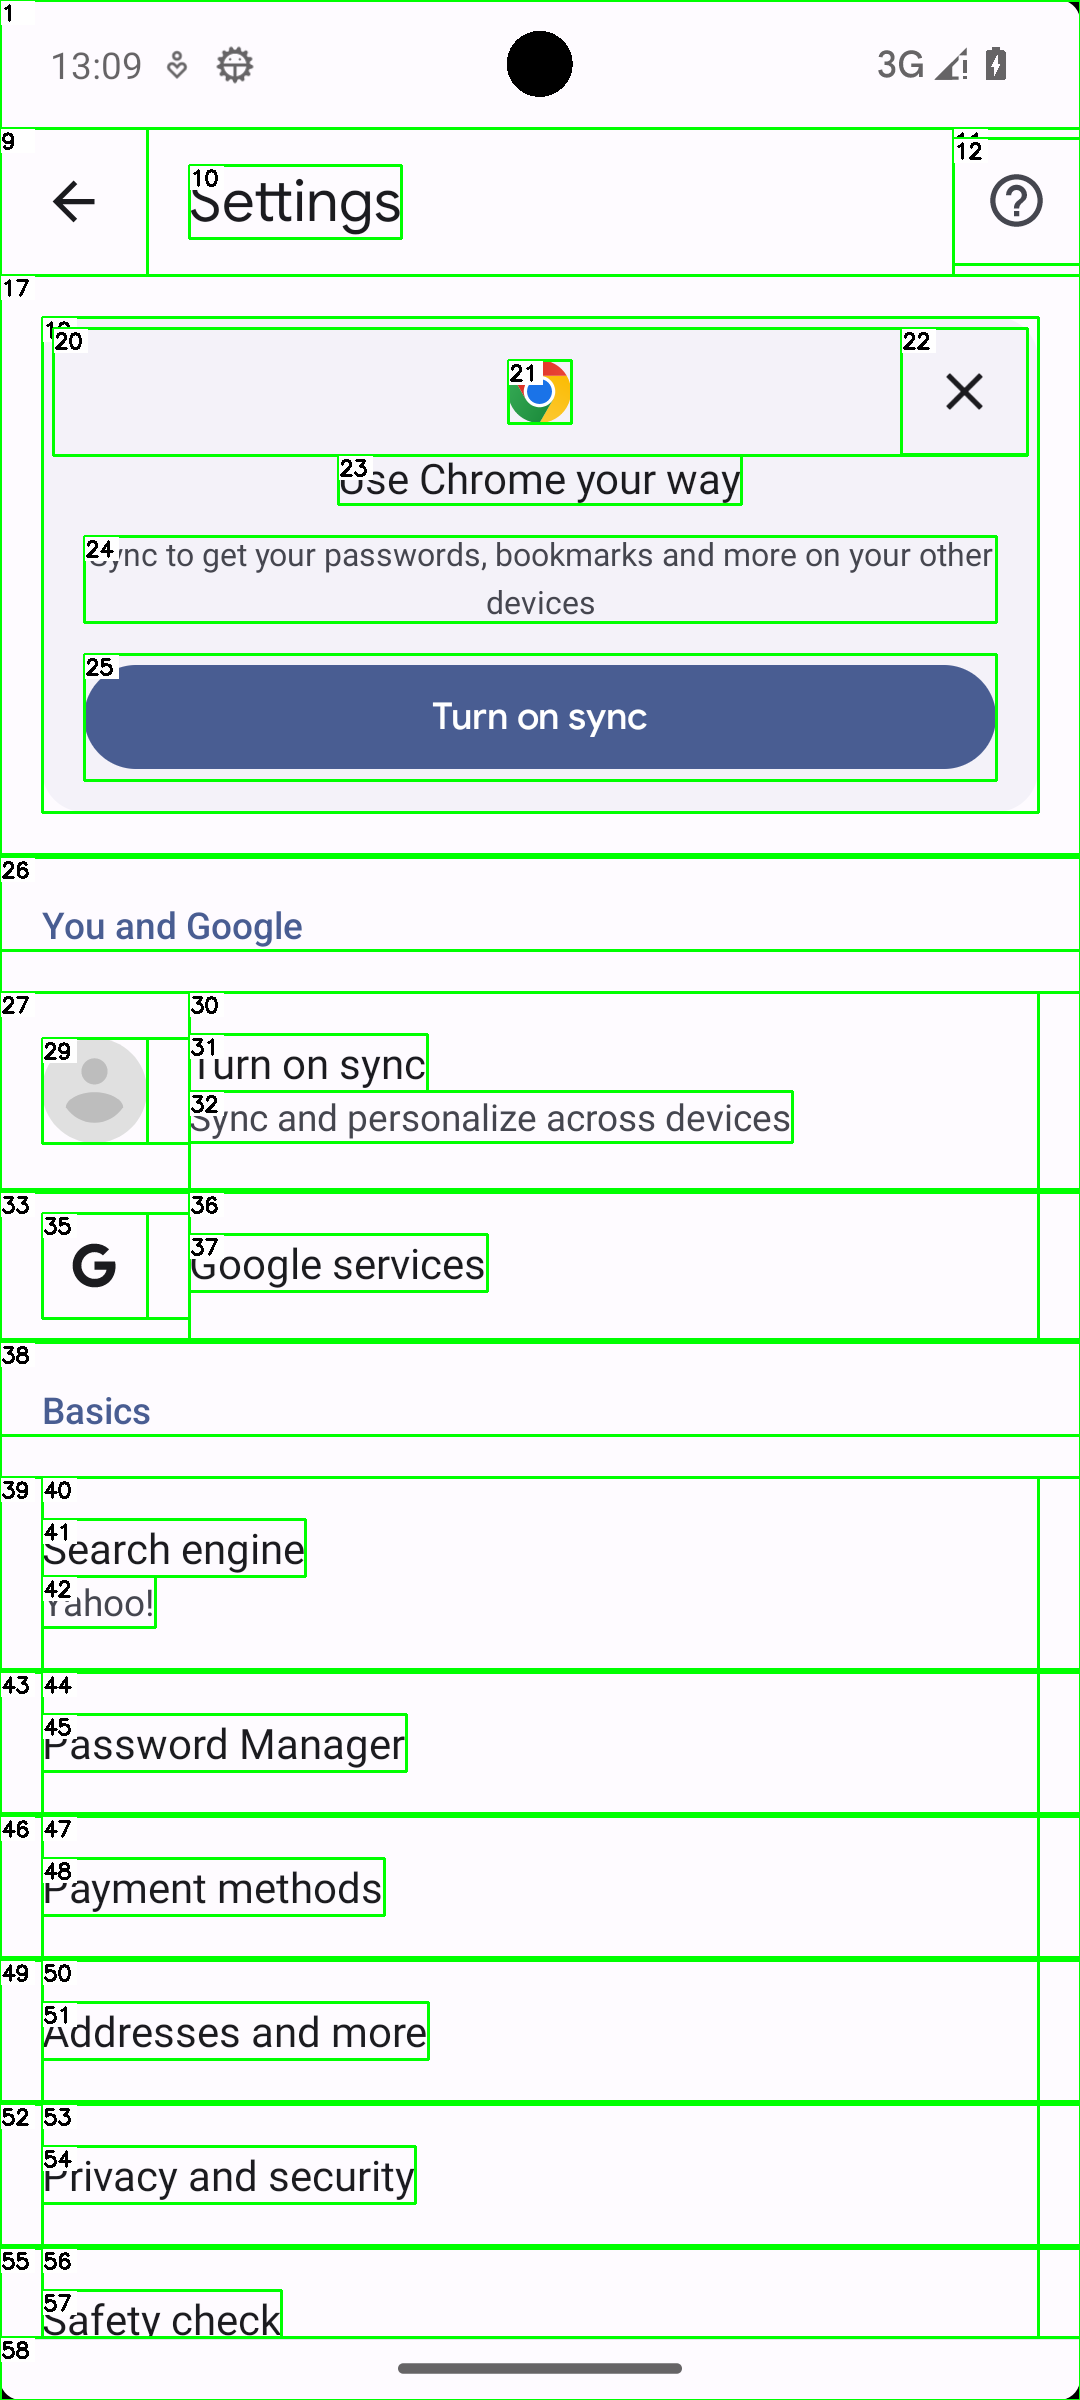 1
13:09
3G
9
10
Settings
11
12
17
19
20
21
22
23
Use Chrome your way
24
Sync to get your passwords, bookmarks and more on your other
devices
25
Turn on sync
26
You and Google
27
30
29
31
Turn on sync
32
Sync and personalize across devices
33
36
35
G
37
Google services
38
Basics
39
40
41
Search engine
42
Yahoo!
43
44
45
Password Manager
46
47
48
Payment methods
49
50
51
Addresses and more
52
53
54
Privacy and security
55
56
57
Safety check
58